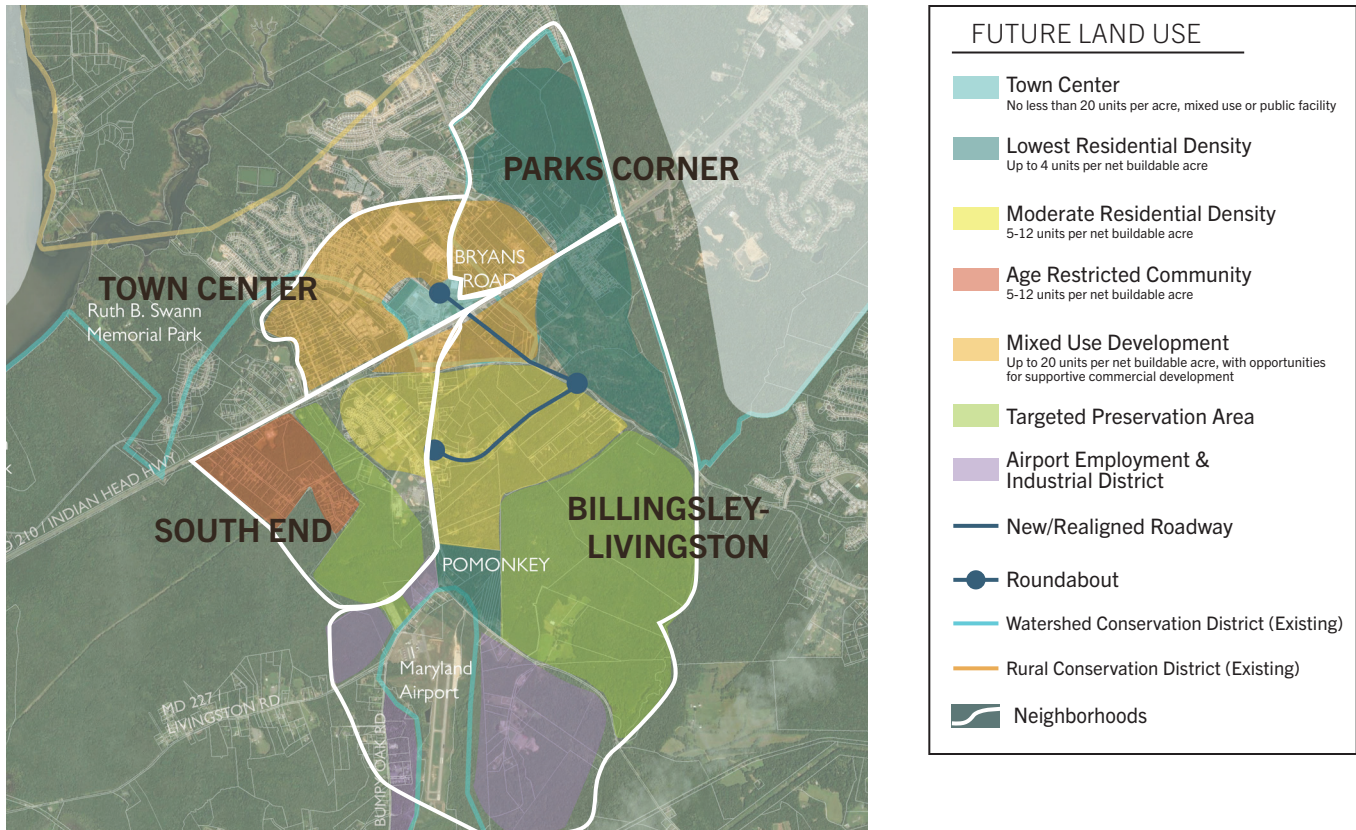 PARKS CORNER
BRYANS
ROAD
TOWN CENTER
Ruth B. Swann
Memorial Park
210 / INDIAN HEAD HWY
SOUTH END
BILLINGSLEY-
LIVINGSTON
POMONKEY
Maryland
Airport
MD 227 /
LIVINGSTON RD
BUMPY OAK RD
FUTURE LAND USE
Town Center
No less than 20 units per acre, mixed use or public facility
Lowest Residential Density
Up to 4 units per net buildable acre
Moderate Residential Density
5-12 units per net buildable acre
Age Restricted Community
5-12 units per net buildable acre
Mixed Use Development
Up to 20 units per net buildable acre, with opportunities
for supportive commercial development
Targeted Preservation Area
Airport Employment &
Industrial District
New/Realigned Roadway
Roundabout
Watershed Conservation District (Existing)
Rural Conservation District (Existing)
Neighborhoods